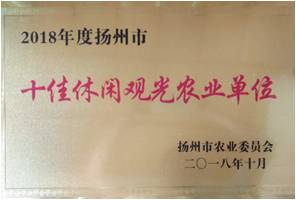 2018年度扬州市
十佳休闲观光农业单位
扬州市农业委员会
二〇一八年十月